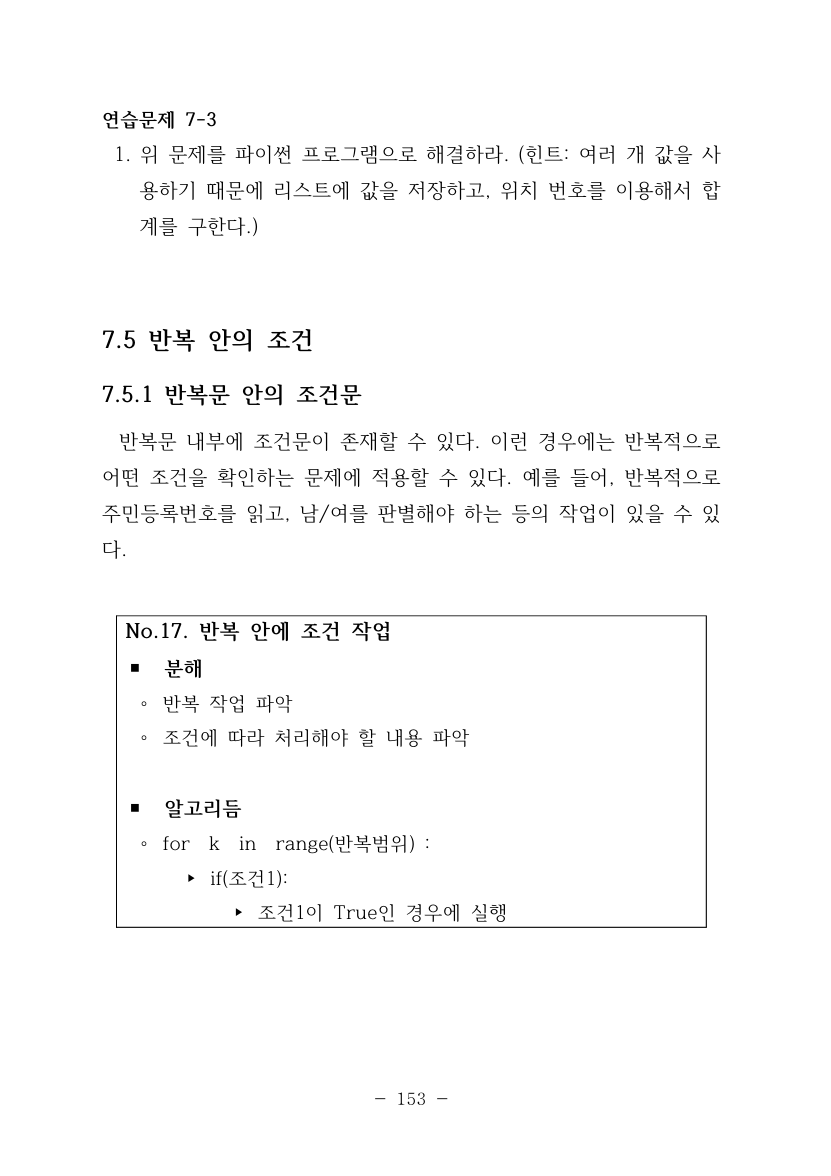 연습문제 7-3
1. 위 문제를 파이썬 프로그램으로 해결하라. (힌트: 여러 개 값을 사
용하기 때문에 리스트에 값을 저장하고, 위치 번호를 이용해서 합
계를 구한다.)
7.5 반복 안의 조건
7.5.1 반복문 안의 조건문
반복문 내부에 조건문이 존재할 수 있다. 이런 경우에는 반복적으로
어떤 조건을 확인하는 문제에 적용할 수 있다. 예를 들어, 반복적으로
주민등록번호를 읽고, 남/여를 판별해야 하는 등의 작업이 있을 수 있
다.
No.17. 반복 안에 조건 작업
▪ 분해
◦ 반복 작업 파악
◦ 조건에 따라 처리해야 할 내용 파악
▪ 알고리듬
◦ for k in range(반복범위) :
▸ if(조건1):
▸ 조건1이 True인 경우에 실행
- 153 -